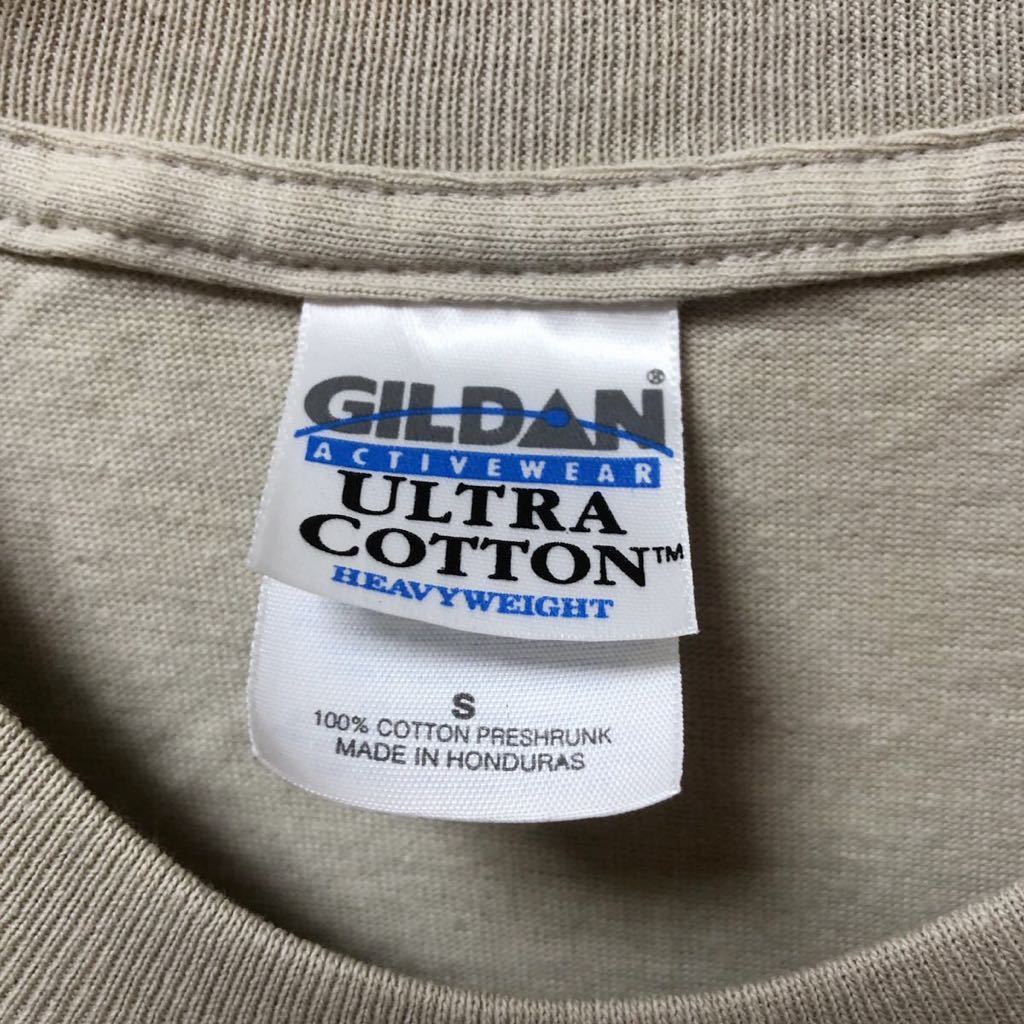 GILDAN®
ACTIVEWEAR
ULTRA
COTTON™
HEAVYWEIGHT
S
100% COTTON PRESHRUNK
MADE IN HONDURAS